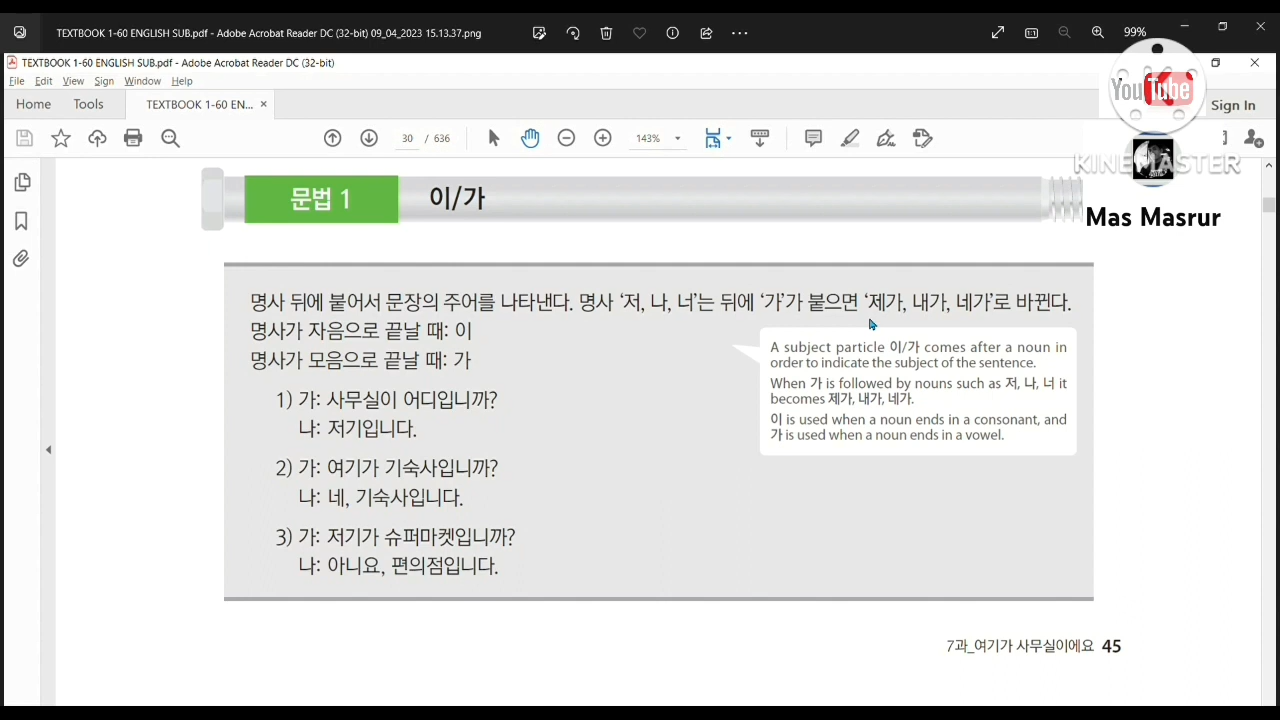 TEXTBOOK 1-60 ENGLISH SUB.pdf - Adobe Acrobat Reader DC (32-bit) 09_04_2023 15.13.37.png
99%
TEXTBOOK 1-60 ENGLISH SUB.pdf - Adobe Acrobat Reader DC (32-bit)
File Edit View Sign Window Help
YouTube
Home Tools TEXTBOOK 1-60 EN... × Sign In
30 / 636 143%
KINEMASTER
Mas Masrur
문법 1 이/가
명사 뒤에 붙어서 문장의 주어를 나타낸다. 명사 ‘저, 나, 너’는 뒤에 ‘가’가 붙으면 ‘제가, 내가, 네가’로 바뀐다.
명사가 자음으로 끝날 때: 이
명사가 모음으로 끝날 때: 가
A subject particle 이/가 comes after a noun in
order to indicate the subject of the sentence.
When 가 is followed by nouns such as 저, 나, 너 it
becomes 제가, 내가, 네가.
이 is used when a noun ends in a consonant, and
가 is used when a noun ends in a vowel.
1) 가: 사무실이 어디입니까?
나: 저기입니다.
2) 가: 여기가 기숙사입니까?
나: 네, 기숙사입니다.
3) 가: 저기가 슈퍼마켓입니까?
나: 아니요, 편의점입니다.
7과_여기가 사무실이에요 45